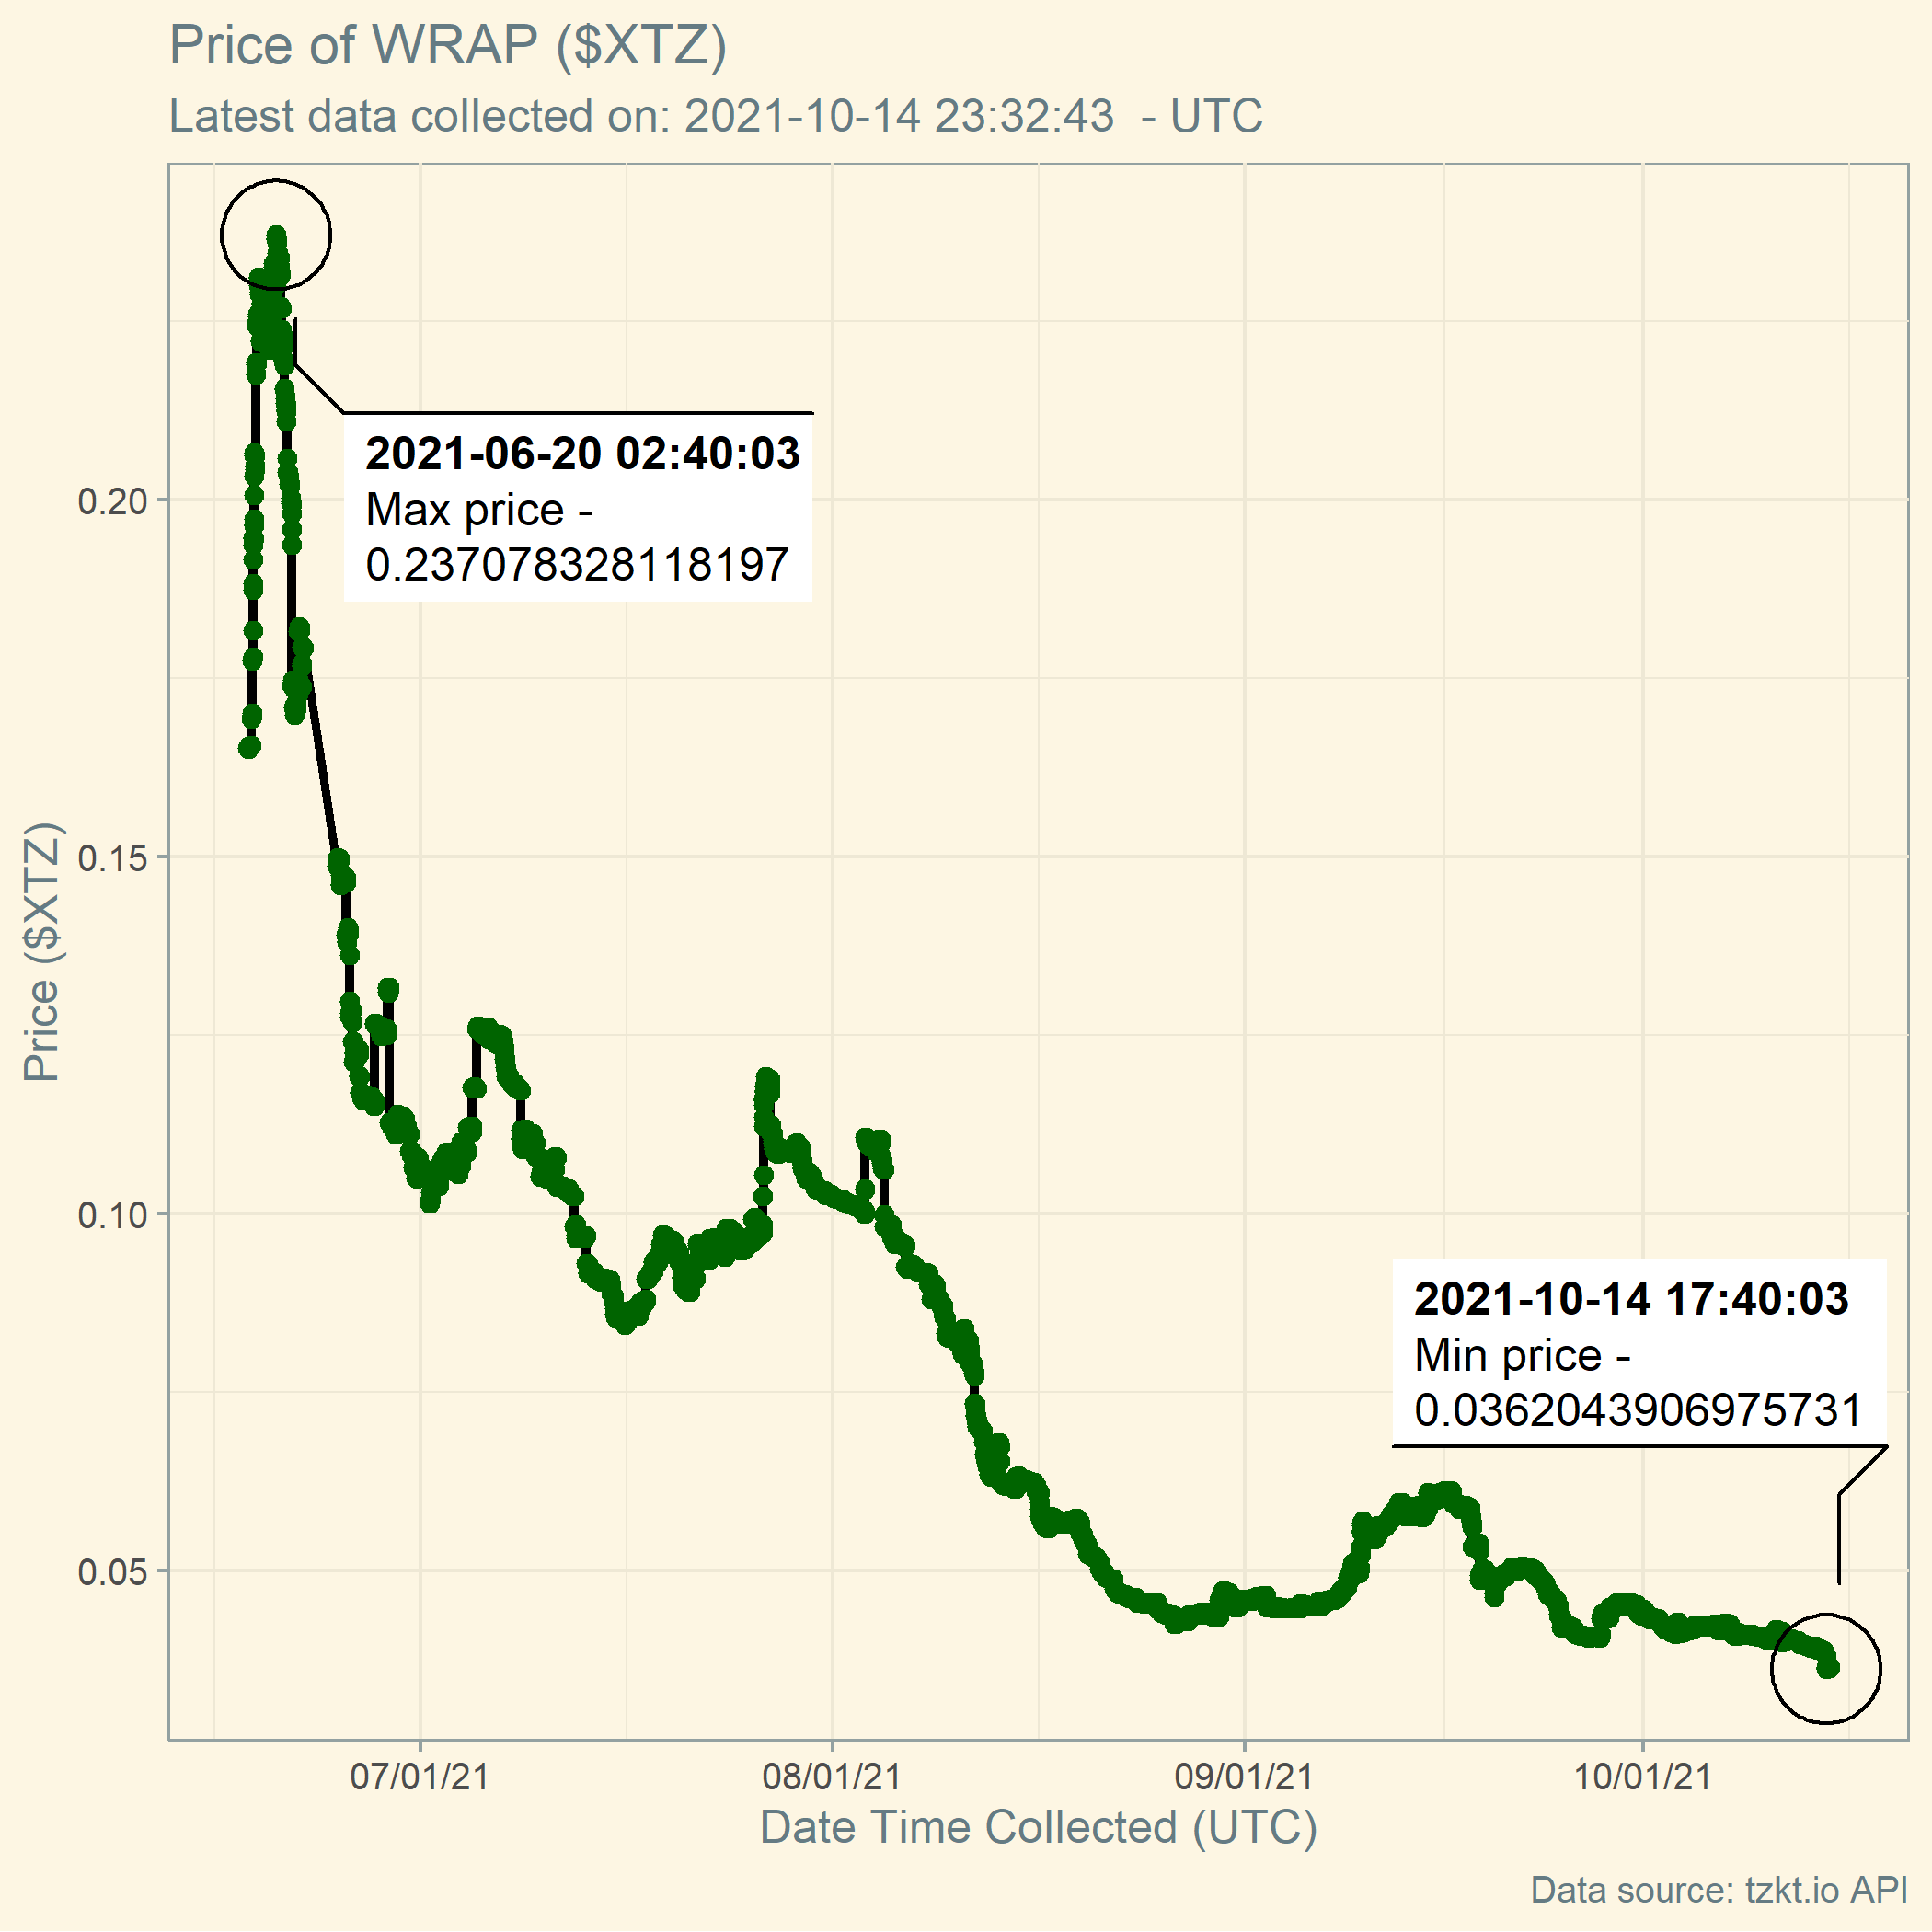 Price of WRAP ($XTZ)
Latest data collected on: 2021-10-14 23:32:43  - UTC
2021-06-20 02:40:03
Max price -
0.237078328118197
0.20
0.15
0.10
0.05
Price ($XTZ)
2021-10-14 17:40:03
Min price -
0.0362043906975731
07/01/21
08/01/21
09/01/21
10/01/21
Date Time Collected (UTC)
Data source: tzkt.io API